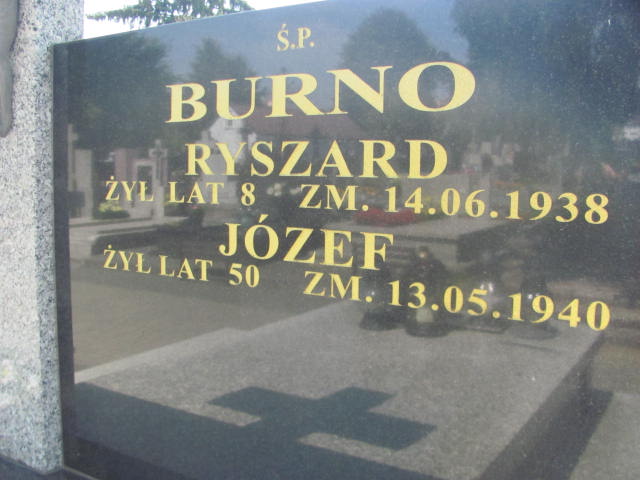 Ś.P.
BURNO
RYSZARD
ŻYŁ LAT 8 ZM. 14.06.1938
JÓZEF
ŻYŁ LAT 50 ZM. 13.05.1940